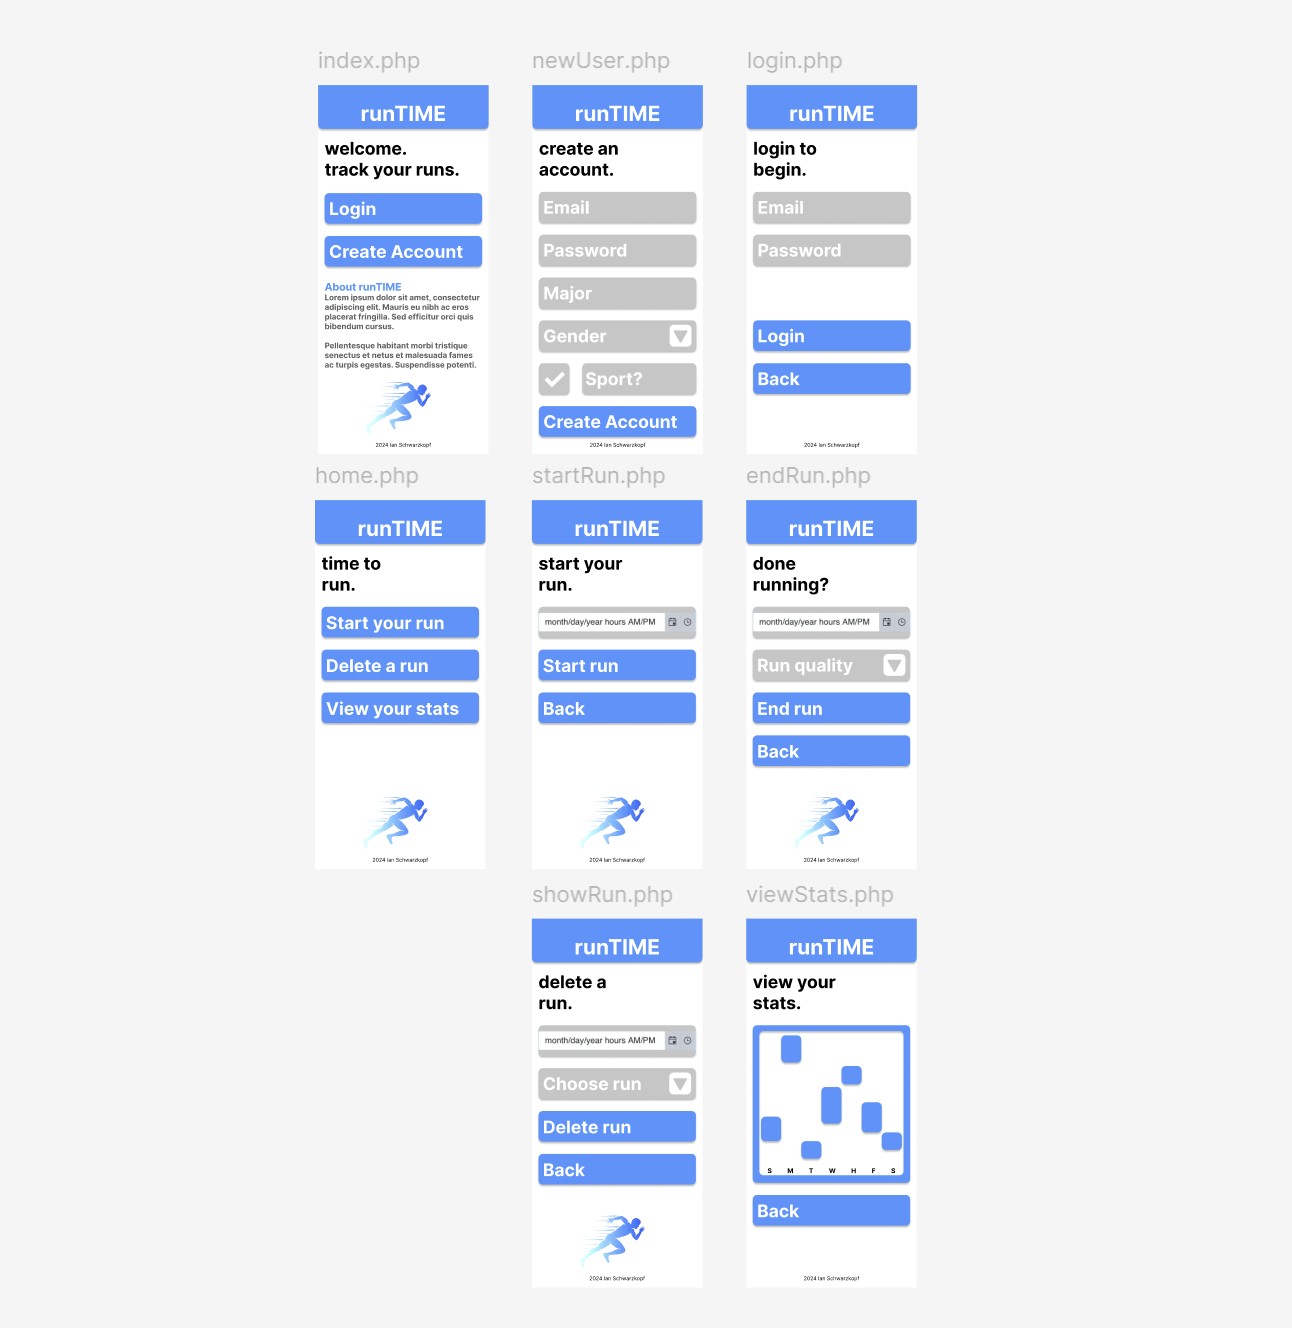 index.php
runTIME
welcome.
track your runs.
Login
Create Account
About runTIME
Lorem ipsum dolor sit amet, consectetur
adipiscing elit. Mauris eu nibh ac eros
placerat fringilla. Sed efficitur orci quis
bibendum cursus.
Pellentesque habitant morbi tristique
senectus et netus et malesuada fames
ac turpis egestas. Suspendisse potenti.
2024 Ian Schwarzkopf
newUser.php
runTIME
create an
account.
Email
Password
Major
Gender
Sport?
Create Account
2024 Ian Schwarzkopf
login.php
runTIME
login to
begin.
Email
Password
Login
Back
2024 Ian Schwarzkopf
home.php
runTIME
time to
run.
Start your run
Delete a run
View your stats
2024 Ian Schwarzkopf
startRun.php
runTIME
start your
run.
month/day/year hours AM/PM
Start run
Back
2024 Ian Schwarzkopf
endRun.php
runTIME
done
running?
month/day/year hours AM/PM
Run quality
End run
Back
2024 Ian Schwarzkopf
showRun.php
runTIME
delete a
run.
month/day/year hours AM/PM
Choose run
Delete run
Back
2024 Ian Schwarzkopf
viewStats.php
runTIME
view your
stats.
S M T W H F S
Back
2024 Ian Schwarzkopf